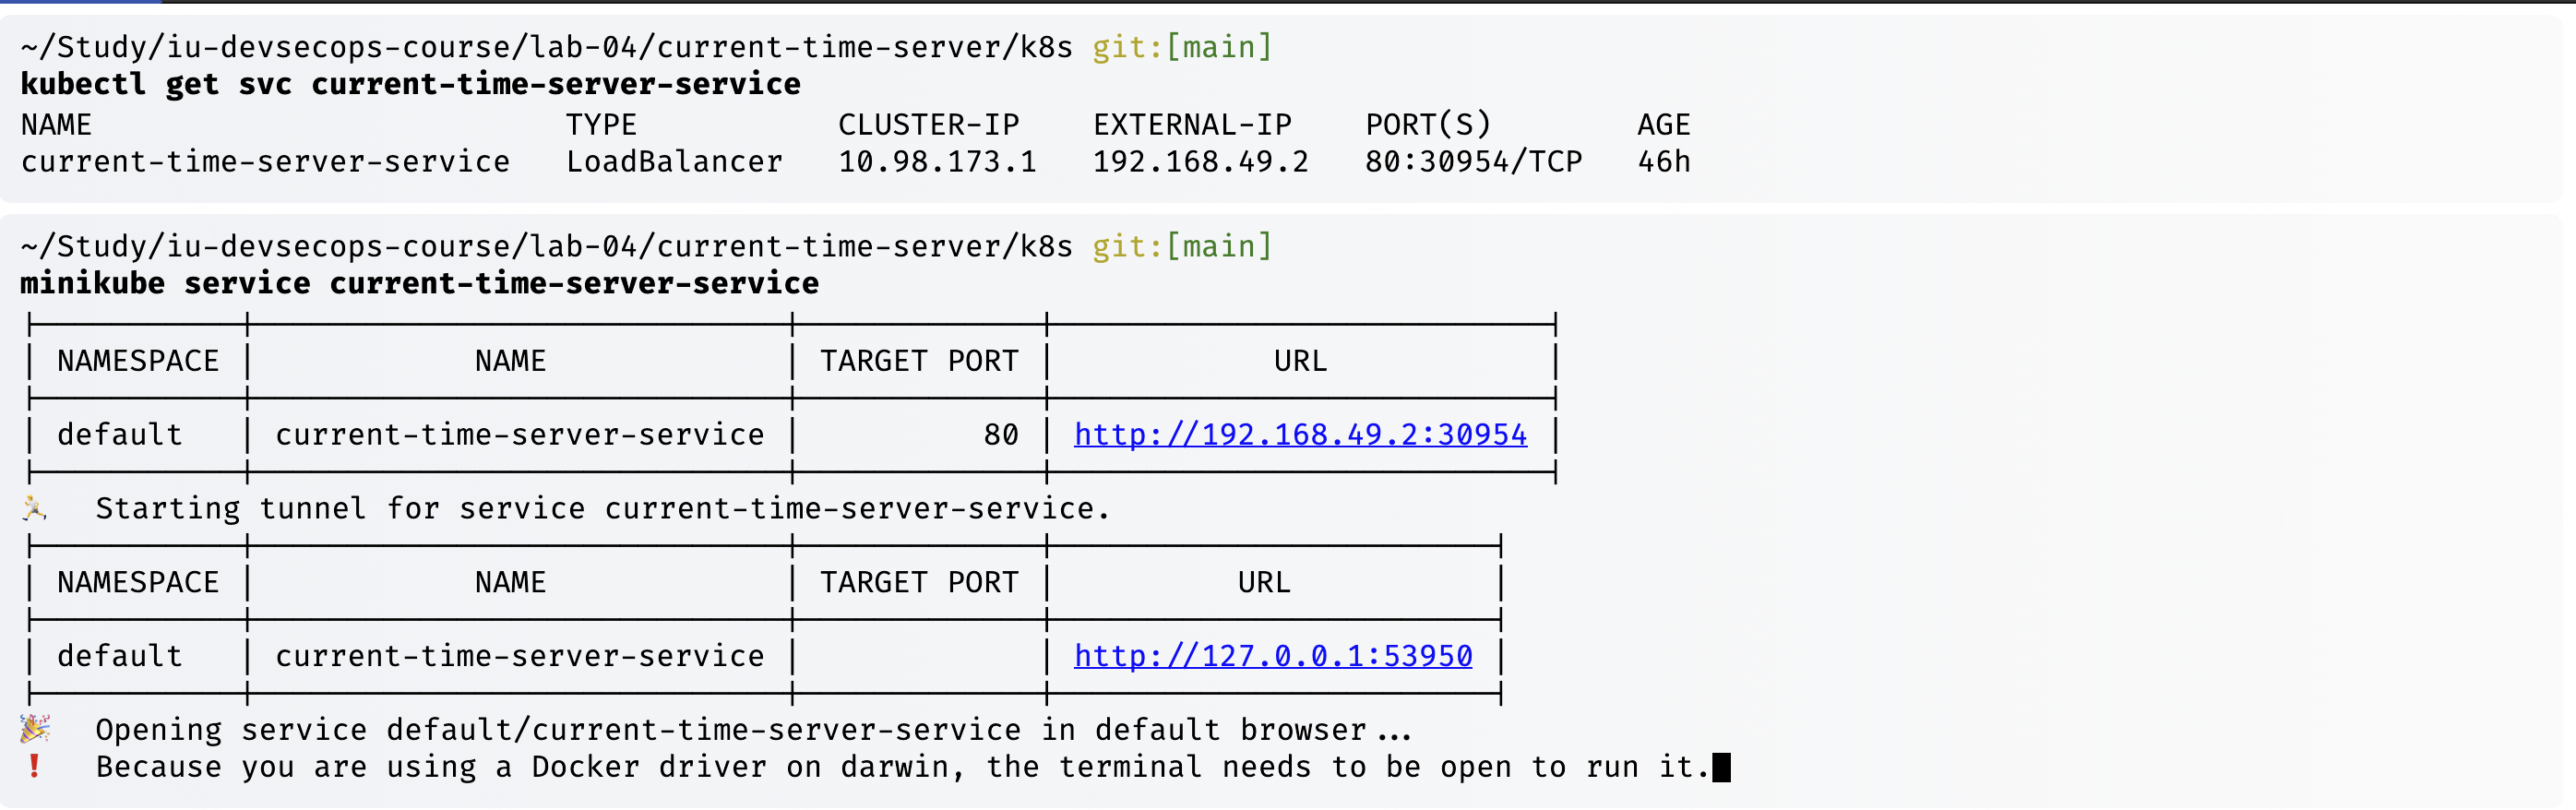 ~/Study/iu-devsecops-course/lab-04/current-time-server/k8s git:[main]
kubectl get svc current-time-server-service
NAME TYPE CLUSTER-IP EXTERNAL-IP PORT(S) AGE
current-time-server-service LoadBalancer 10.98.173.1 192.168.49.2 80:30954/TCP 46h
~/Study/iu-devsecops-course/lab-04/current-time-server/k8s git:[main]
minikube service current-time-server-service
| NAMESPACE | NAME | TARGET PORT | URL |
| default | current-time-server-service | 80 | http://192.168.49.2:30954 |
🏃 Starting tunnel for service current-time-server-service.
| NAMESPACE | NAME | TARGET PORT | URL |
| default | current-time-server-service | | http://127.0.0.1:53950 |
🎉 Opening service default/current-time-server-service in default browser...
❗ Because you are using a Docker driver on darwin, the terminal needs to be open to run it.